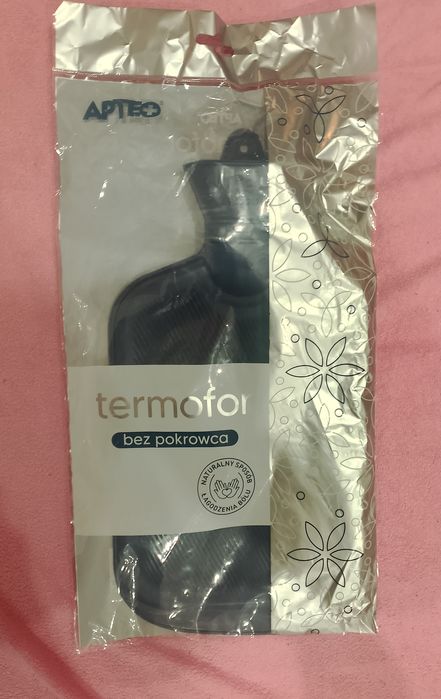 APTEO
termofor
bez pokrowca
NATURALNY SPOSÓB
ŁAGODZENIA BÓLU